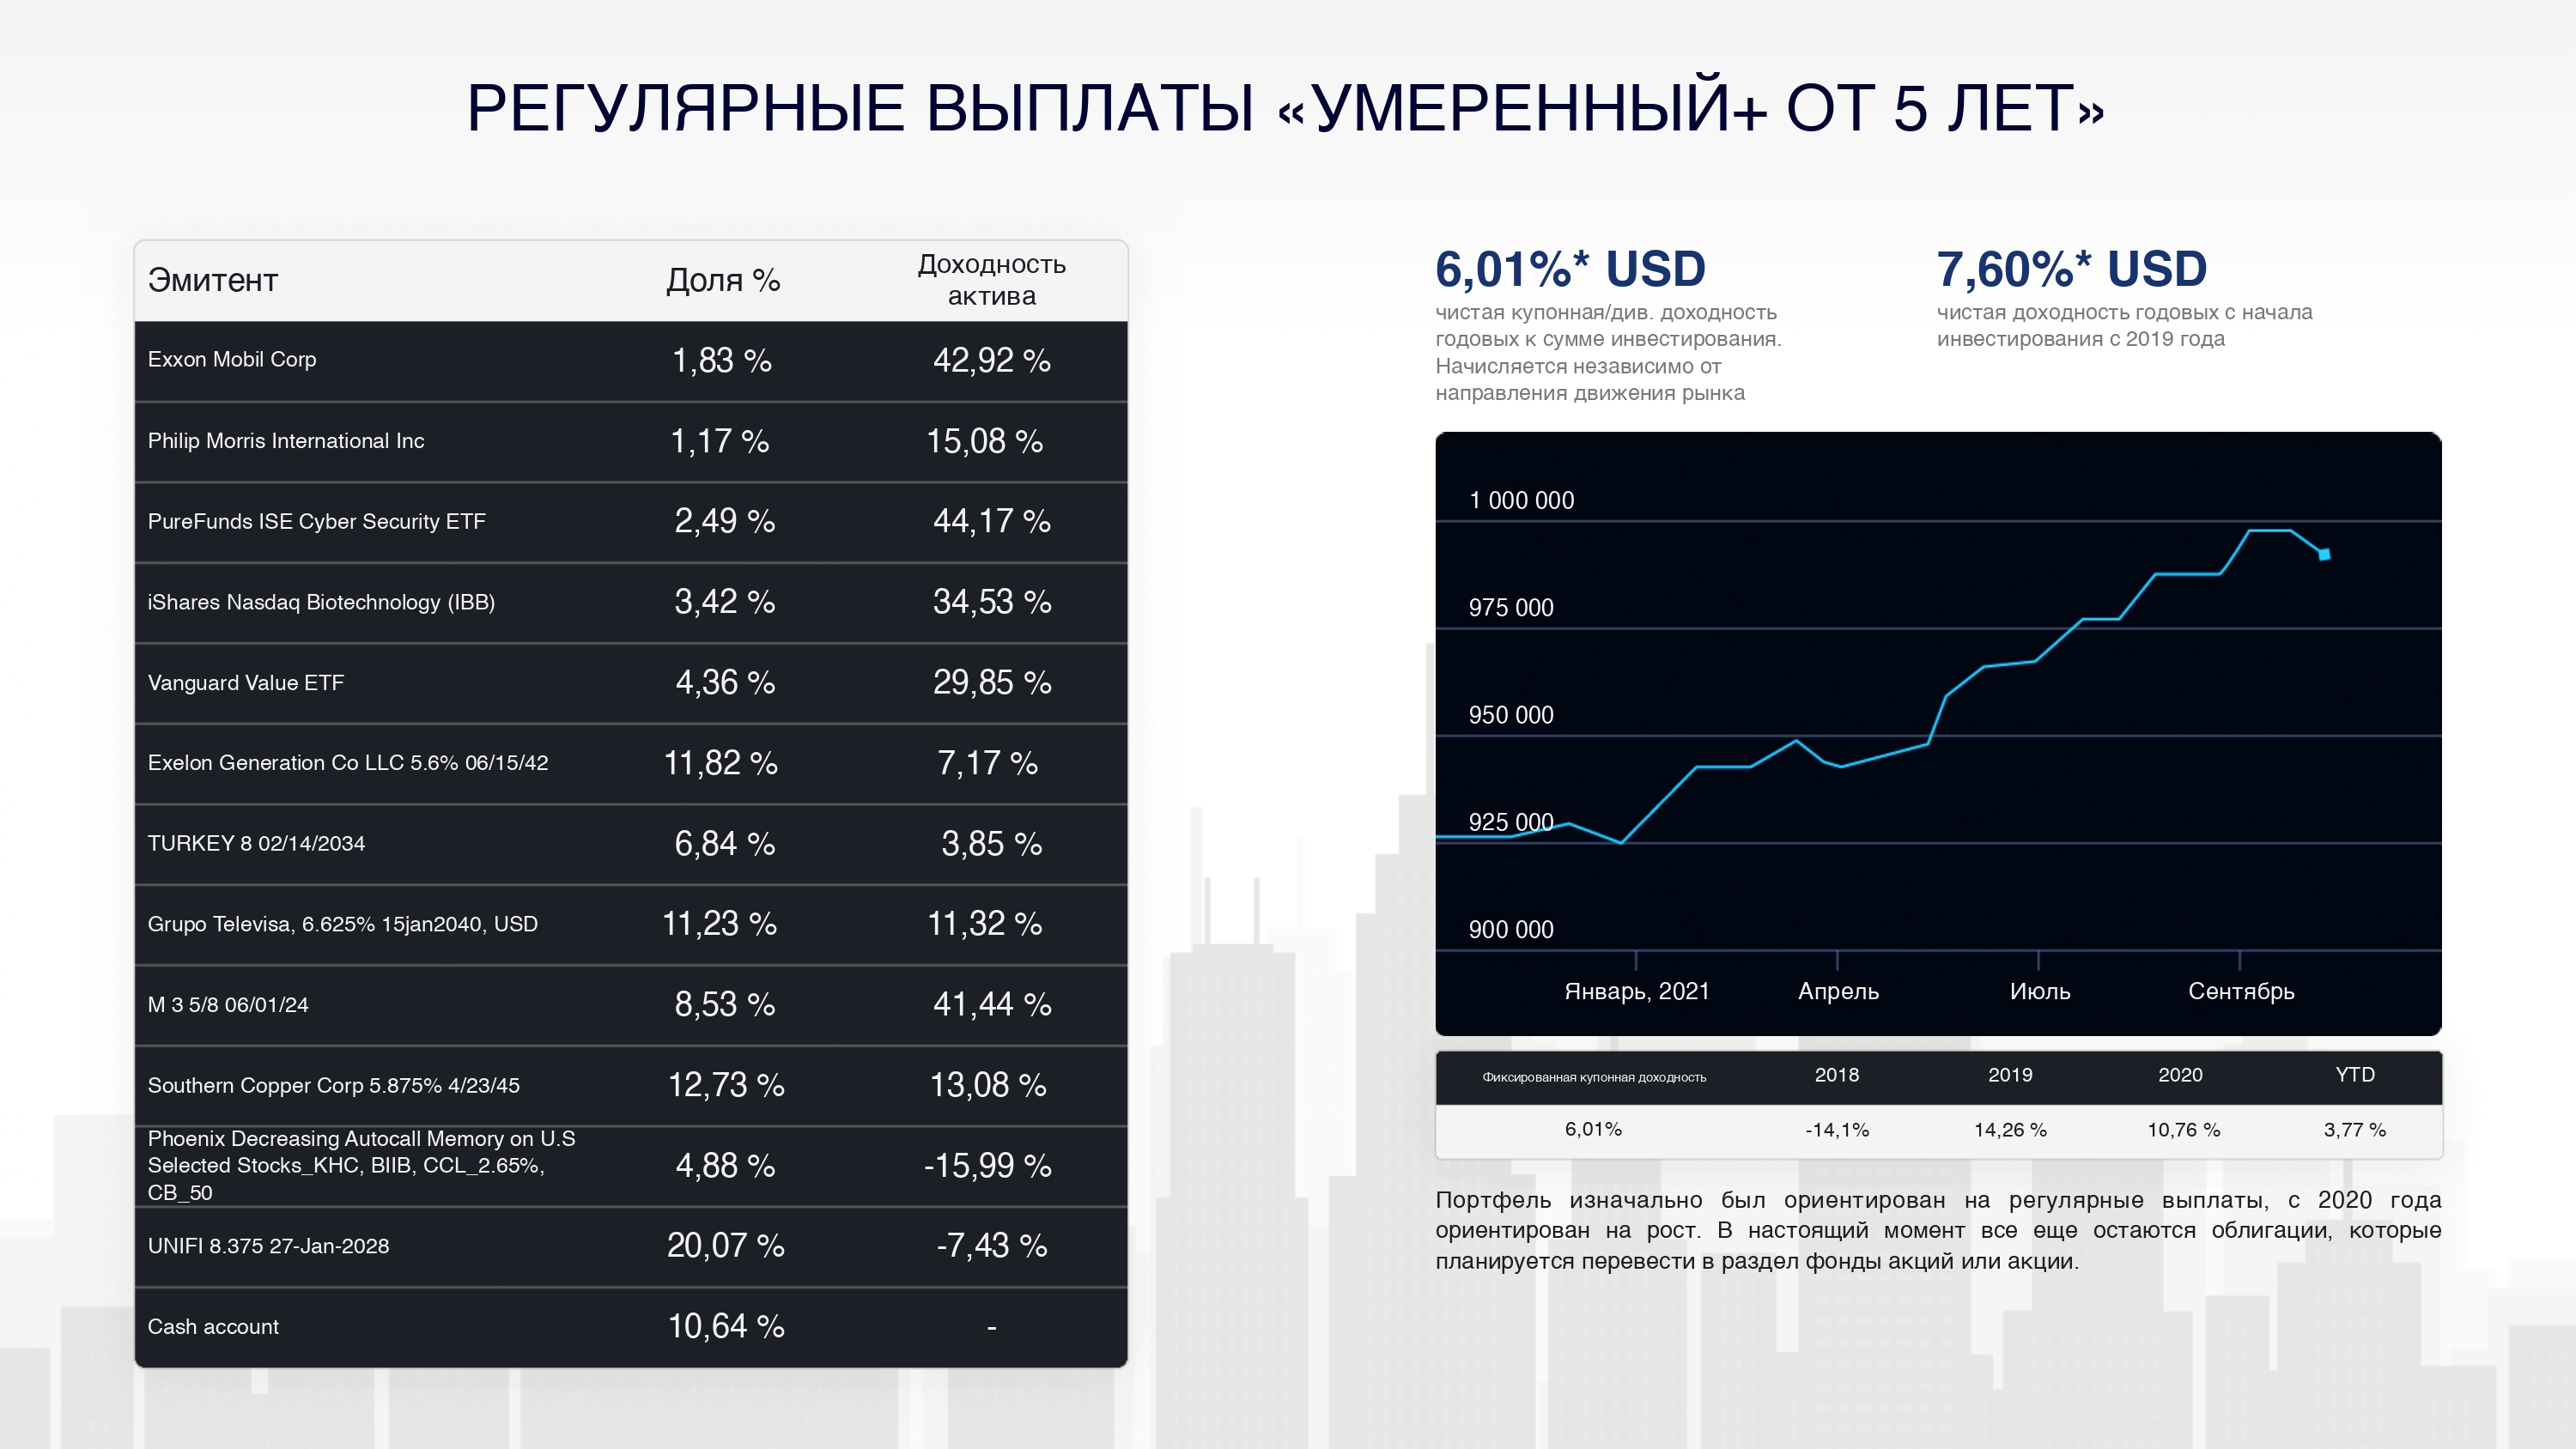 РЕГУЛЯРНЫЕ ВЫПЛАТЫ «УМЕРЕННЫЙ+ ОТ 5 ЛЕТ»
Эмитент Доля % Доходность актива
Exxon Mobil Corp 1,83 % 42,92 %
Philip Morris International Inc 1,17 % 15,08 %
PureFunds ISE Cyber Security ETF 2,49 % 44,17 %
iShares Nasdaq Biotechnology (IBB) 3,42 % 34,53 %
Vanguard Value ETF 4,36 % 29,85 %
Exelon Generation Co LLC 5.6% 06/15/42 11,82 % 7,17 %
TURKEY 8 02/14/2034 6,84 % 3,85 %
Grupo Televisa, 6.625% 15jan2040, USD 11,23 % 11,32 %
M 3 5/8 06/01/24 8,53 % 41,44 %
Southern Copper Corp 5.875% 4/23/45 12,73 % 13,08 %
Phoenix Decreasing Autocall Memory on U.S
Selected Stocks_KHC, BIIB, CCL_2.65%, 4,88 % -15,99 %
CB_50
UNIFI 8.375 27-Jan-2028 20,07 % -7,43 %
Cash account 10,64 % -
6,01%* USD
чистая купонная/див. доходность
годовых к сумме инвестирования.
Начисляется независимо от
направления движения рынка
7,60%* USD
чистая доходность годовых с начала
инвестирования с 2019 года
1 000 000
975 000
950 000
925 000
900 000
Январь, 2021 Апрель Июль Сентябрь
Фиксированная купонная доходность 2018 2019 2020 YTD
6,01% -14,1% 14,26 % 10,76 % 3,77 %
Портфель изначально был ориентирован на регулярные выплаты, с 2020 года
ориентирован на рост. В настоящий момент все еще остаются облигации, которые
планируется перевести в раздел фонды акций или акции.